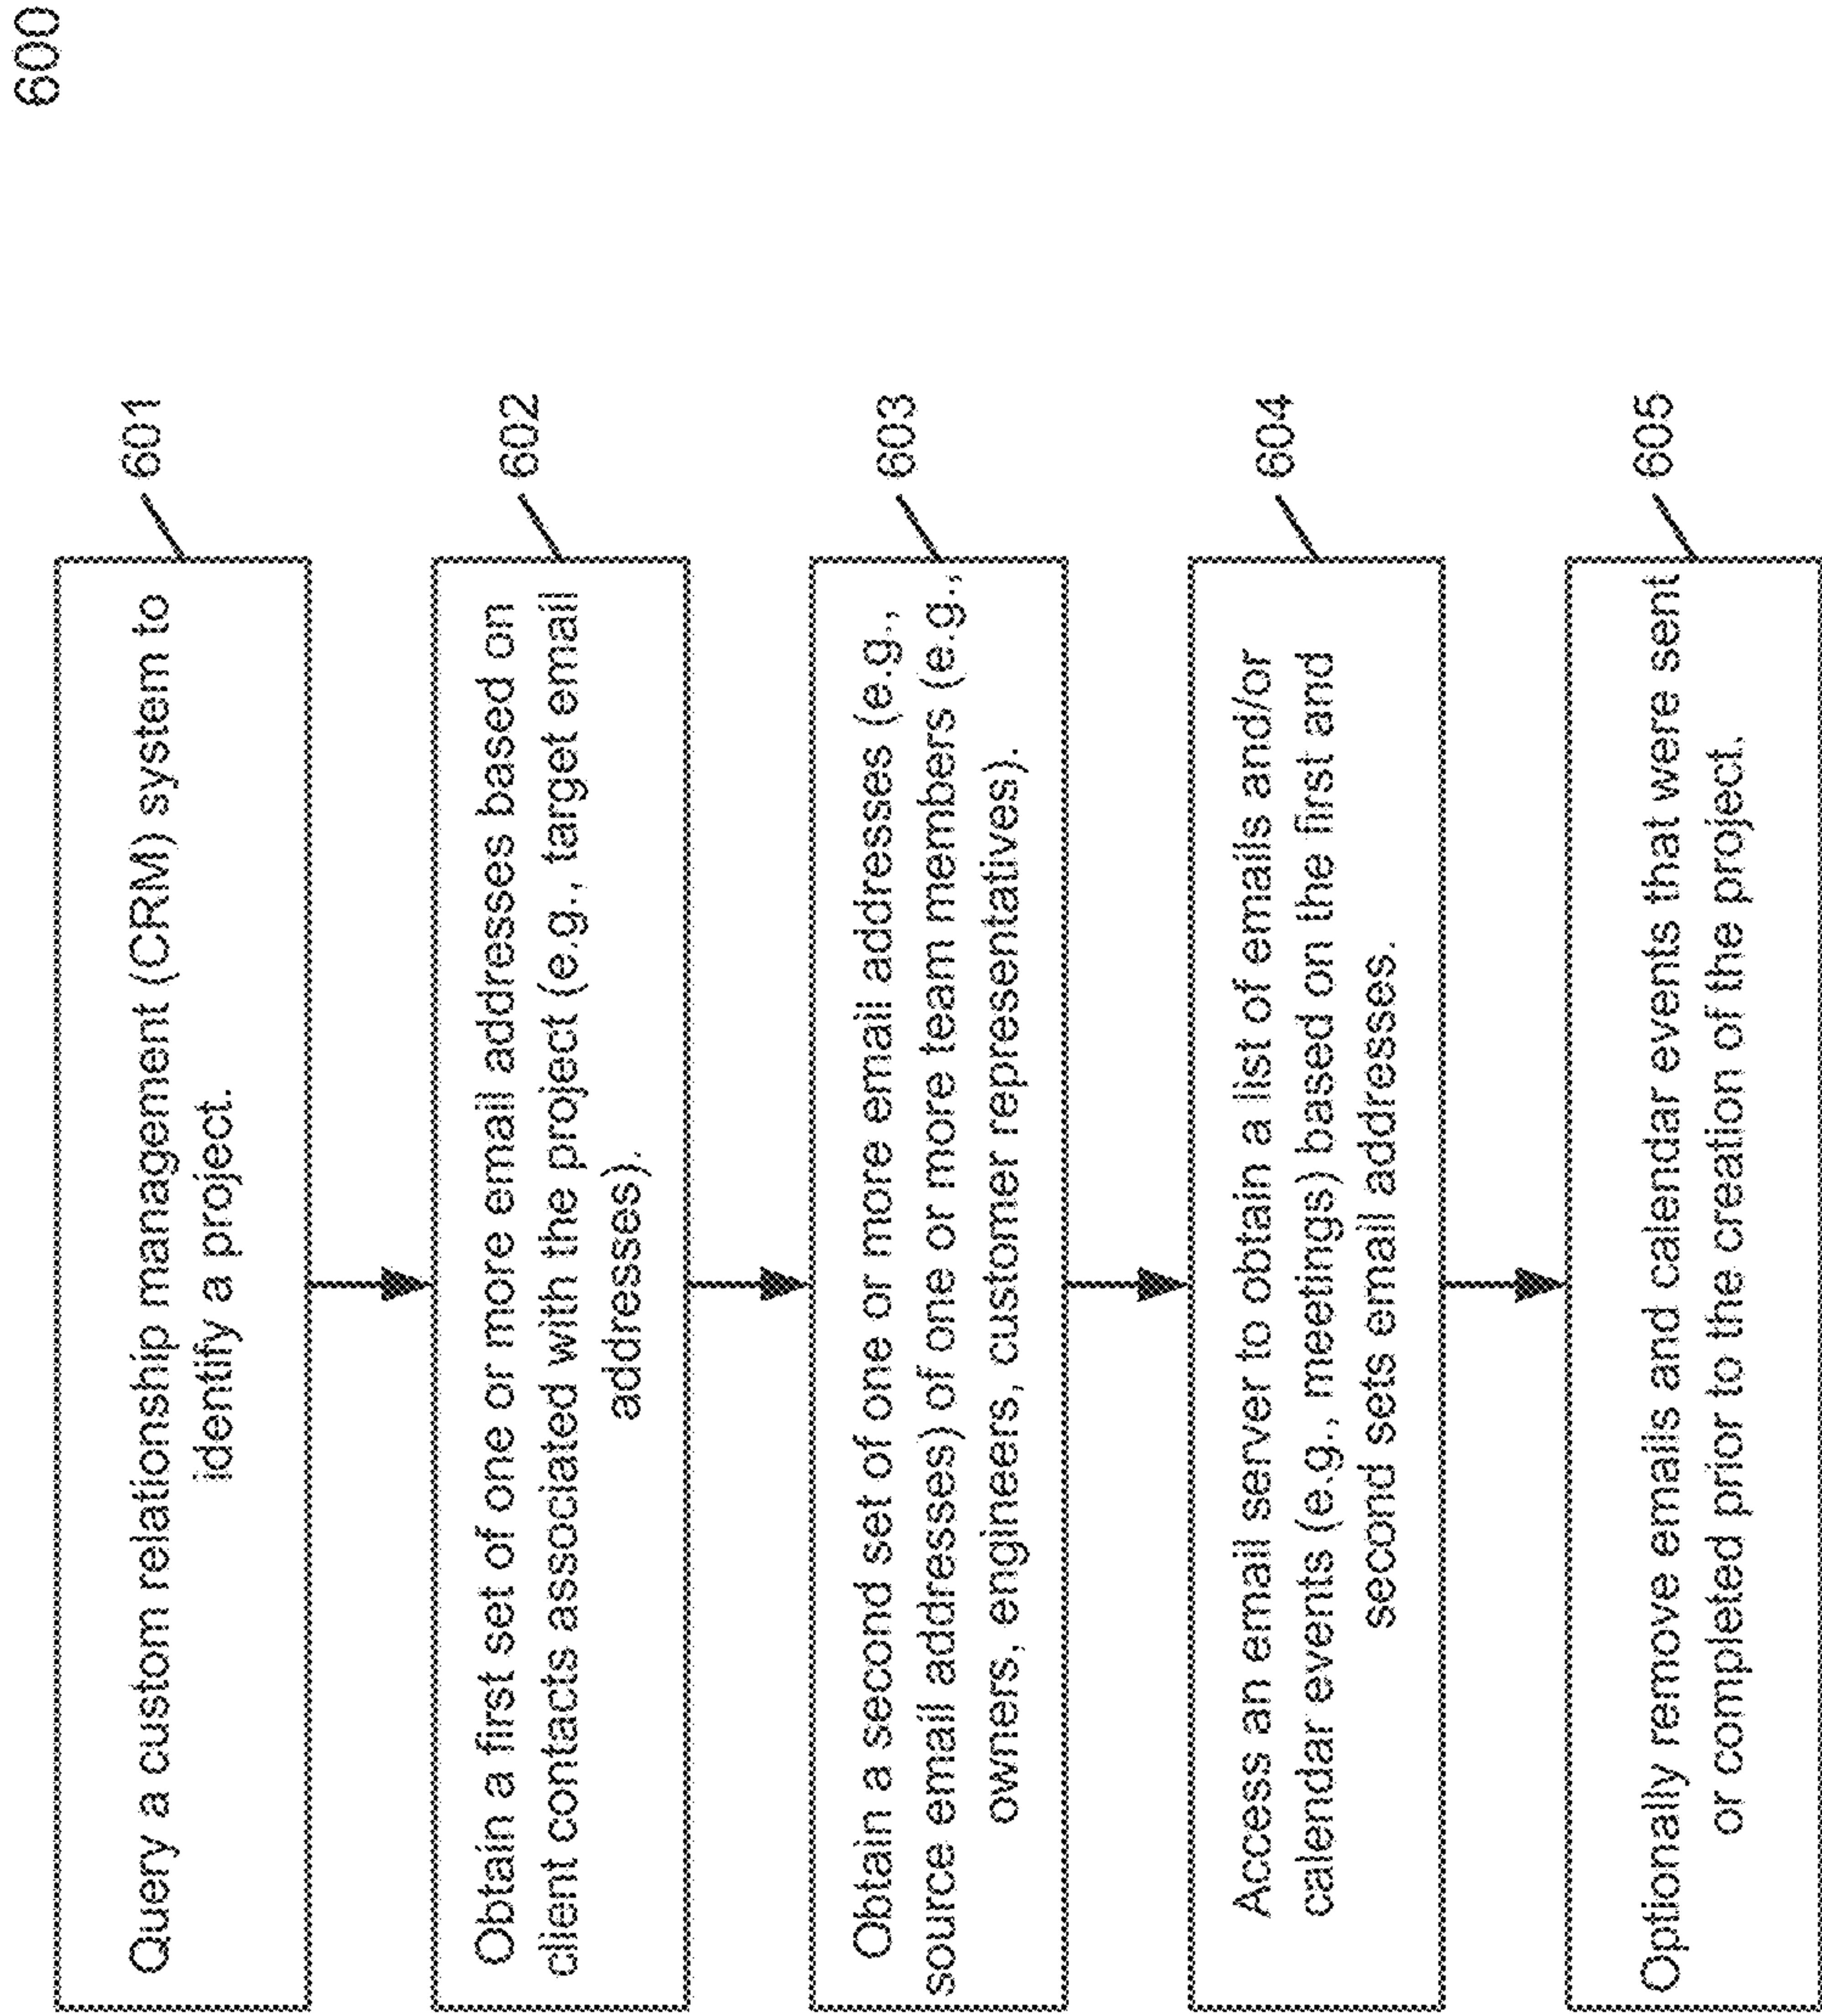 600
Query a custom relationship management (CRM) system to
identify a project.
601
Obtain a first set of one or more email addresses based on
client contacts associated with the project (e.g., target email
addresses).
602
Obtain a second set of one or more email addresses (e.g.,
source email addresses) of one or more team members (e.g.,
owners, engineers, customer representatives).
603
Access an email server to obtain a list of emails and/or
calendar events (e.g., meetings) based on the first and
second sets email addresses.
604
Optionally remove emails and calendar events that were sent
or completed prior to the creation of the project.
605